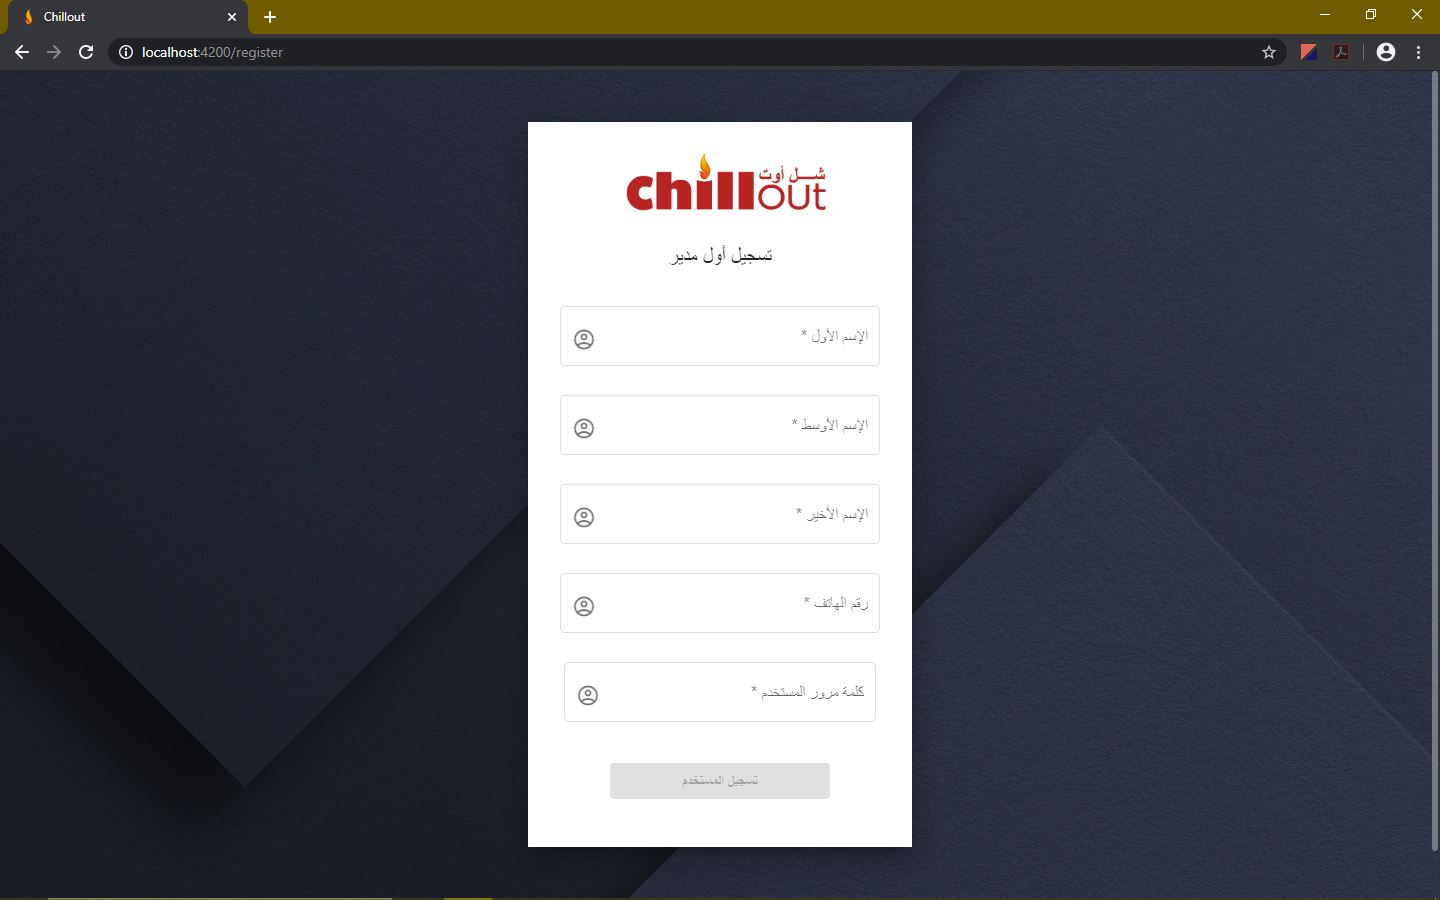 Chillout
localhost:4200/register
chillout شل أوت
تسجيل أول مدير
الإسم الأول *
الإسم الأوسط *
الإسم الأخير *
رقم الهاتف *
كلمة مرور المستخدم *
تسجيل المستخدم